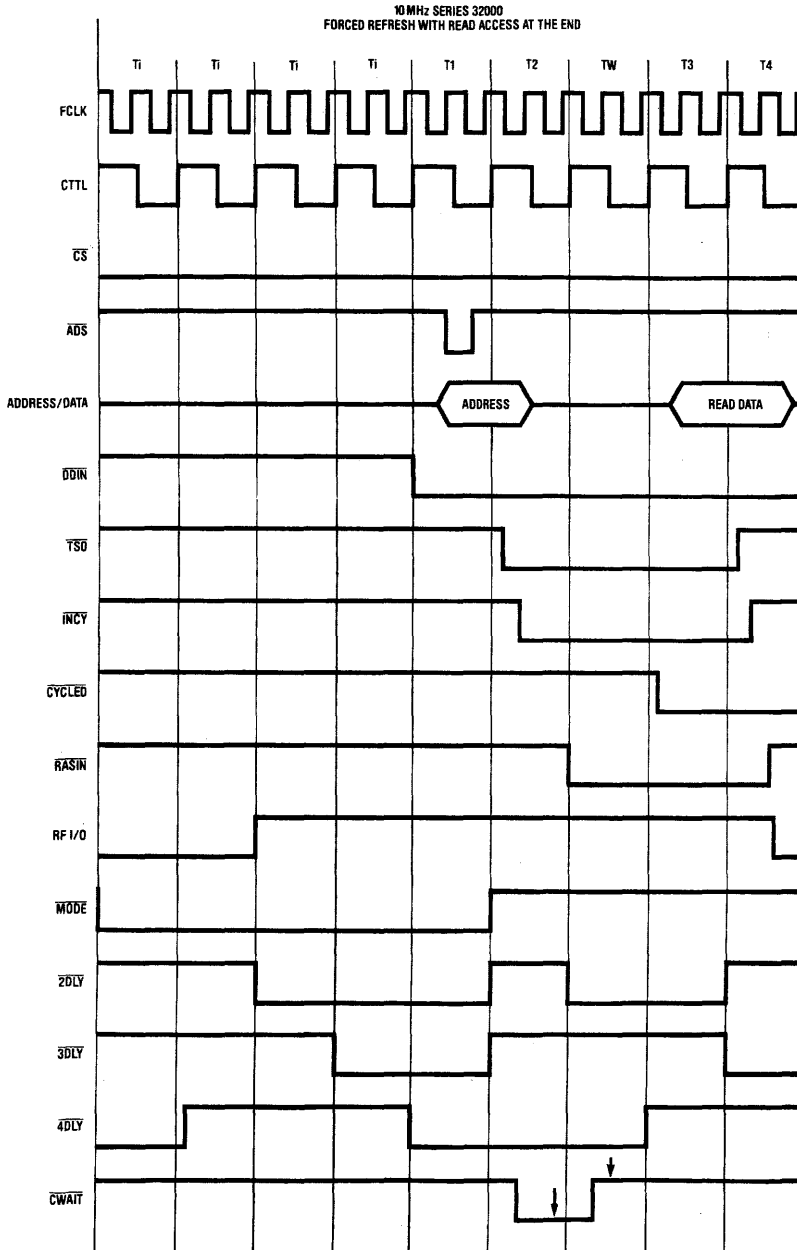 10 MHz SERIES 32000
FORCED REFRESH WITH READ ACCESS AT THE END
Ti Ti Ti Ti T1 T2 TW T3 T4
FCLK
CTTL
CS
ADS
ADDRESS/DATA ADDRESS READ DATA
DDIN
TSO
INCY
CYCLED
RASIN
RF I/O
MODE
2DLY
3DLY
4DLY
CWAIT